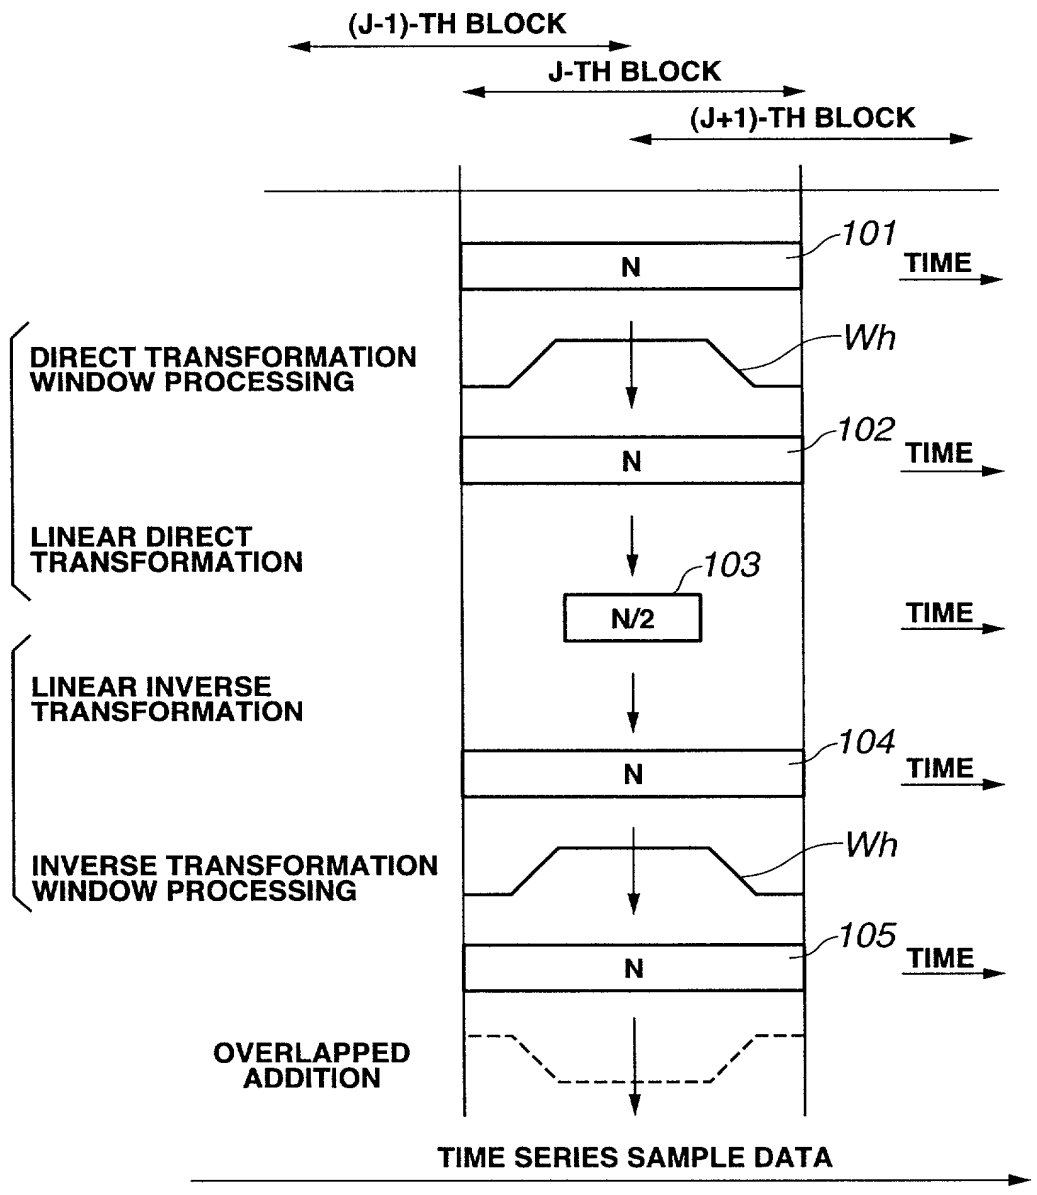 (J-1)-TH BLOCK
J-TH BLOCK
(J+1)-TH BLOCK
101
N
TIME
DIRECT TRANSFORMATION
WINDOW PROCESSING
Wh
102
N
TIME
LINEAR DIRECT
TRANSFORMATION
103
N/2
TIME
LINEAR INVERSE
TRANSFORMATION
104
N
TIME
INVERSE TRANSFORMATION
WINDOW PROCESSING
Wh
105
N
TIME
OVERLAPPED
ADDITION
TIME SERIES SAMPLE DATA